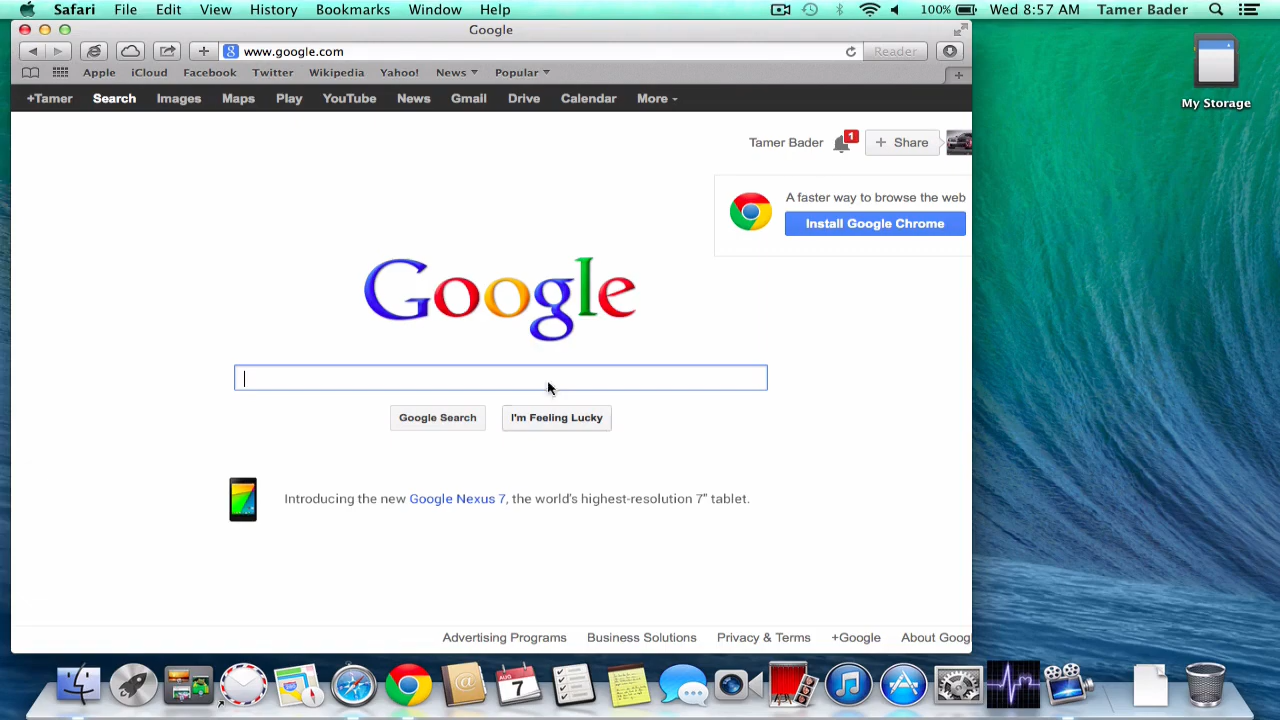 Safari File Edit View History Bookmarks Window Help 100% Wed 8:57 AM Tamer Bader
Google
www.google.com Reader
Apple iCloud Facebook Twitter Wikipedia Yahoo! News Popular
+Tamer Search Images Maps Play YouTube News Gmail Drive Calendar More
My Storage
Tamer Bader 1 + Share
A faster way to browse the web
Install Google Chrome
Google
Google Search I'm Feeling Lucky
Introducing the new Google Nexus 7, the world's highest-resolution 7" tablet.
Advertising Programs Business Solutions Privacy & Terms +Google About Goog
AUG
7